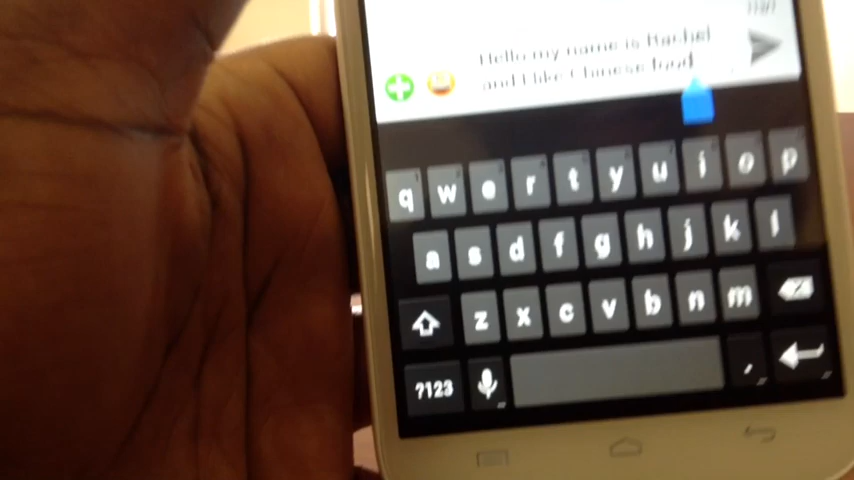 Hello my name is Rachel
and I like Chinese food
q w e r t y u i o p
a s d f g h j k l
z x c v b n m
?123 ,